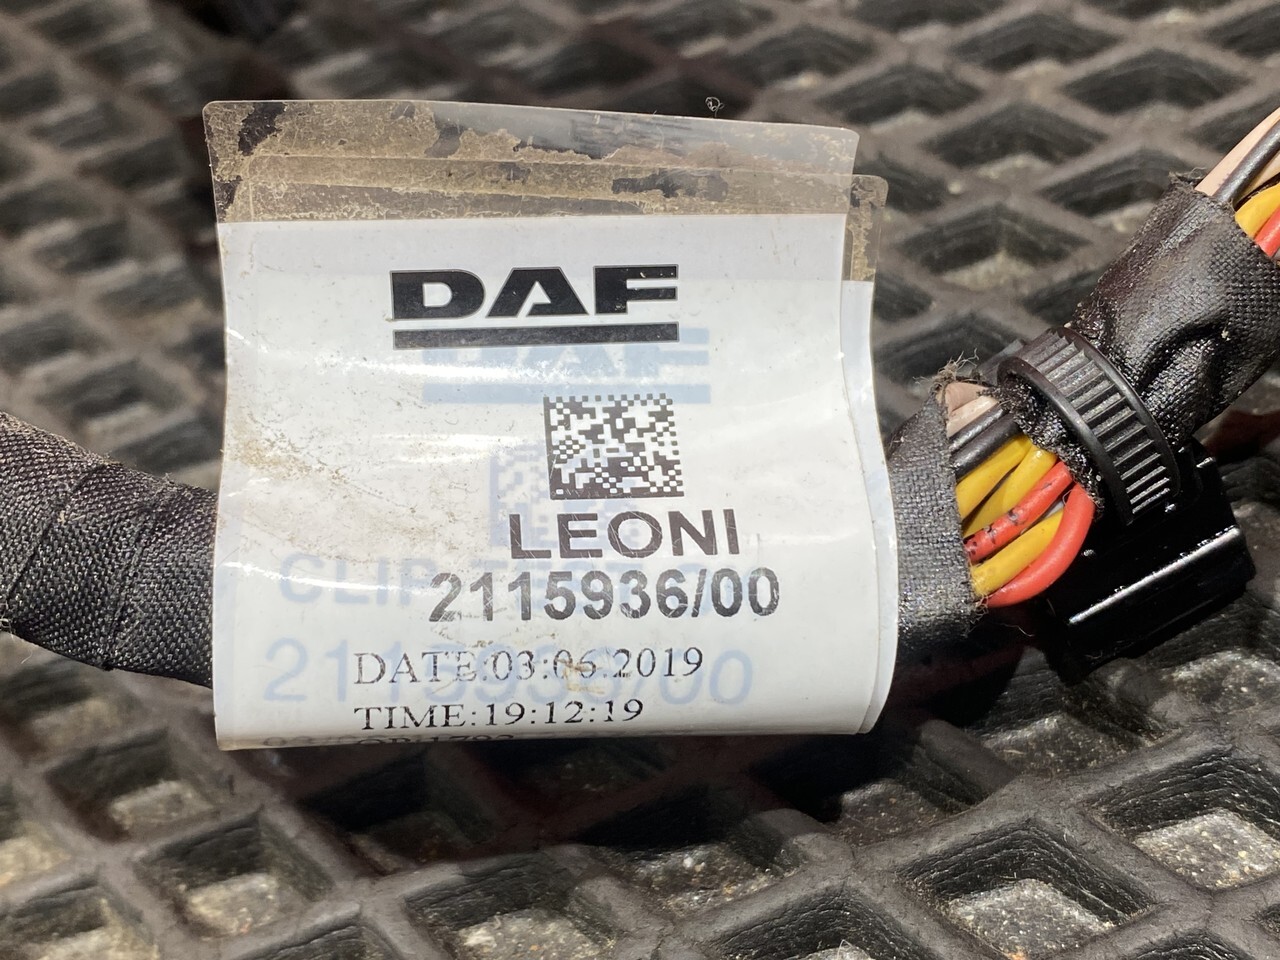 DAF
LEONI
2115936/00
DATE:03:06:2019
TIME:19:12:19